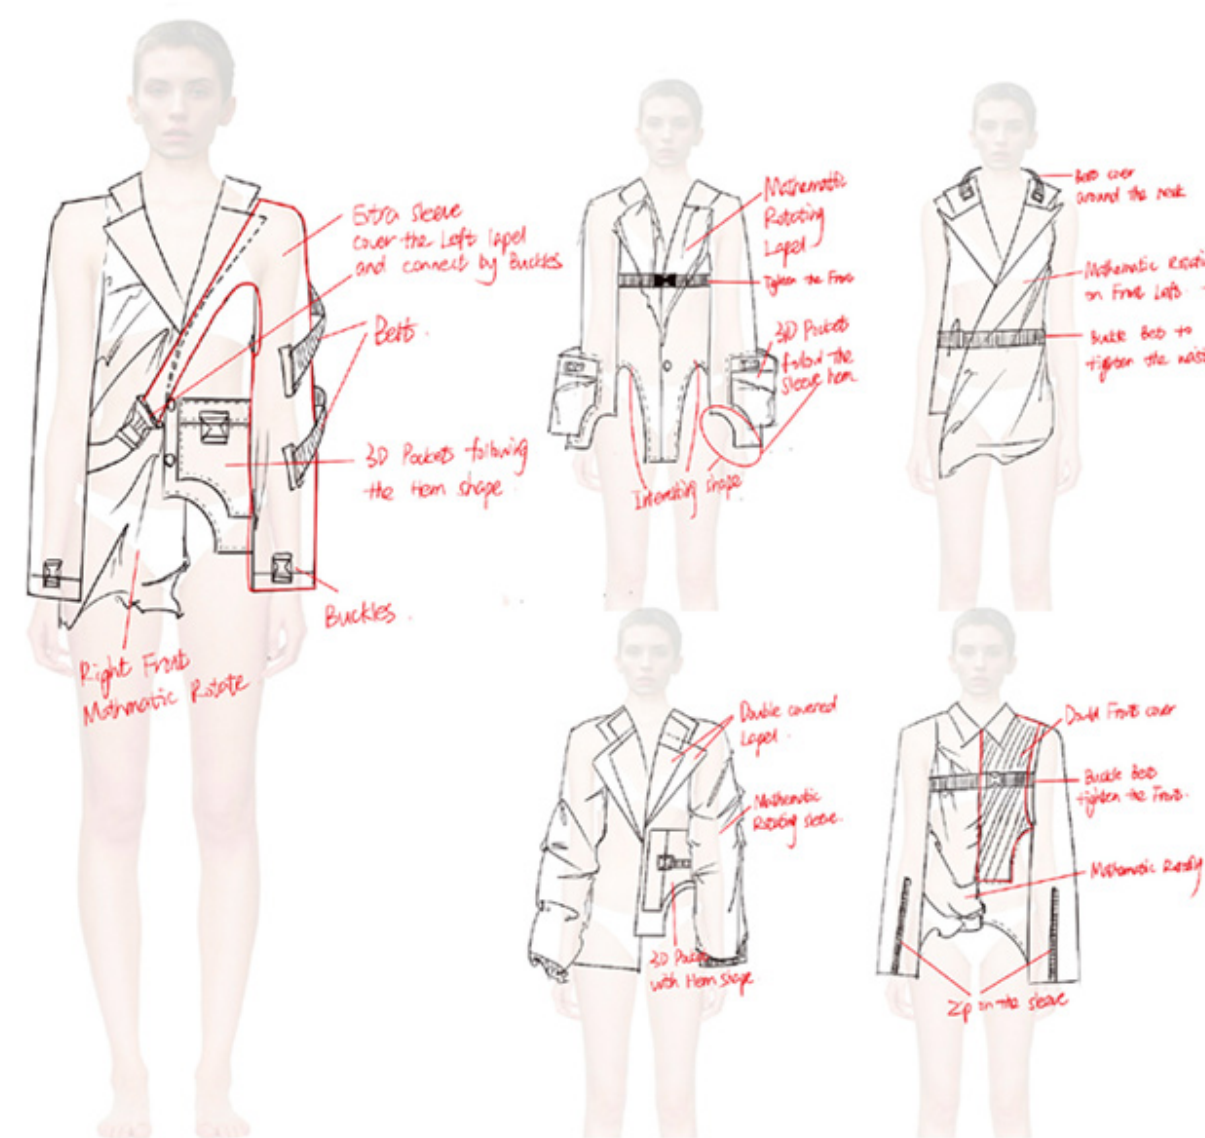 Extra sleeve
cover the Left lapel
and connect by Buckles
Belts.
3D Pockets following
the Hem shape
Buckles.
Right Front
Mathmatic Rotate
Mathematic
Rotating
Lapel
Tighten the Front
3D Pockets
follow the
Sleeve hem
Interesting shape
Belt cover
around the neck
Mathematic Rotati
on Front Left.
Buckle Belt to
tighten the waist
Double covered
Lapel.
Mathematic
Rotating sleeve.
3D Pocket
with Hem shape
Doubl Front cover
Buckle Belt
tighten the Front.
Mathematic Rotating
Zip on the sleeve